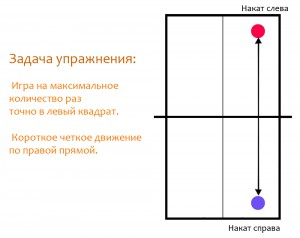 Накат слева
Задача упражнения:
Игра на максимальное
количество раз
точно в левый квадрат.
Короткое четкое движение
по правой прямой.
Накат справа